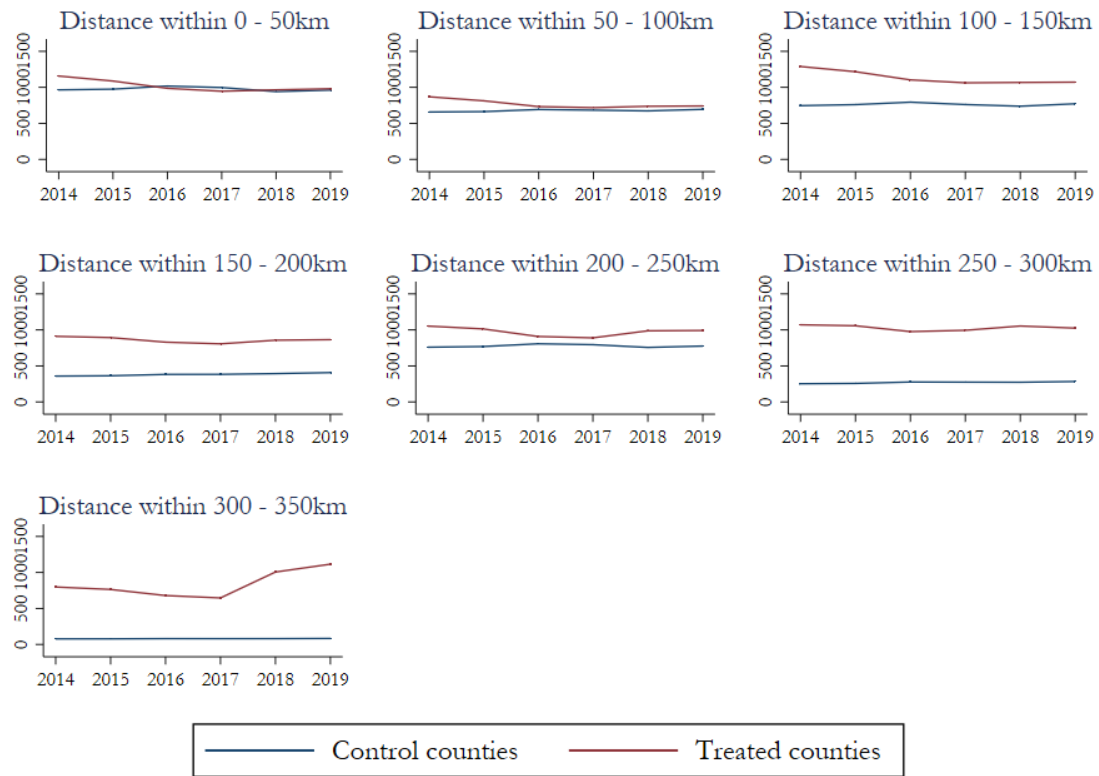 Distance within 0 - 50km
0 500 1000 1500
2014 2015 2016 2017 2018 2019
Distance within 50 - 100km
0 500 1000 1500
2014 2015 2016 2017 2018 2019
Distance within 100 - 150km
0 500 1000 1500
2014 2015 2016 2017 2018 2019
Distance within 150 - 200km
0 500 1000 1500
2014 2015 2016 2017 2018 2019
Distance within 200 - 250km
0 500 1000 1500
2014 2015 2016 2017 2018 2019
Distance within 250 - 300km
0 500 1000 1500
2014 2015 2016 2017 2018 2019
Distance within 300 - 350km
0 500 1000 1500
2014 2015 2016 2017 2018 2019
Control counties
Treated counties